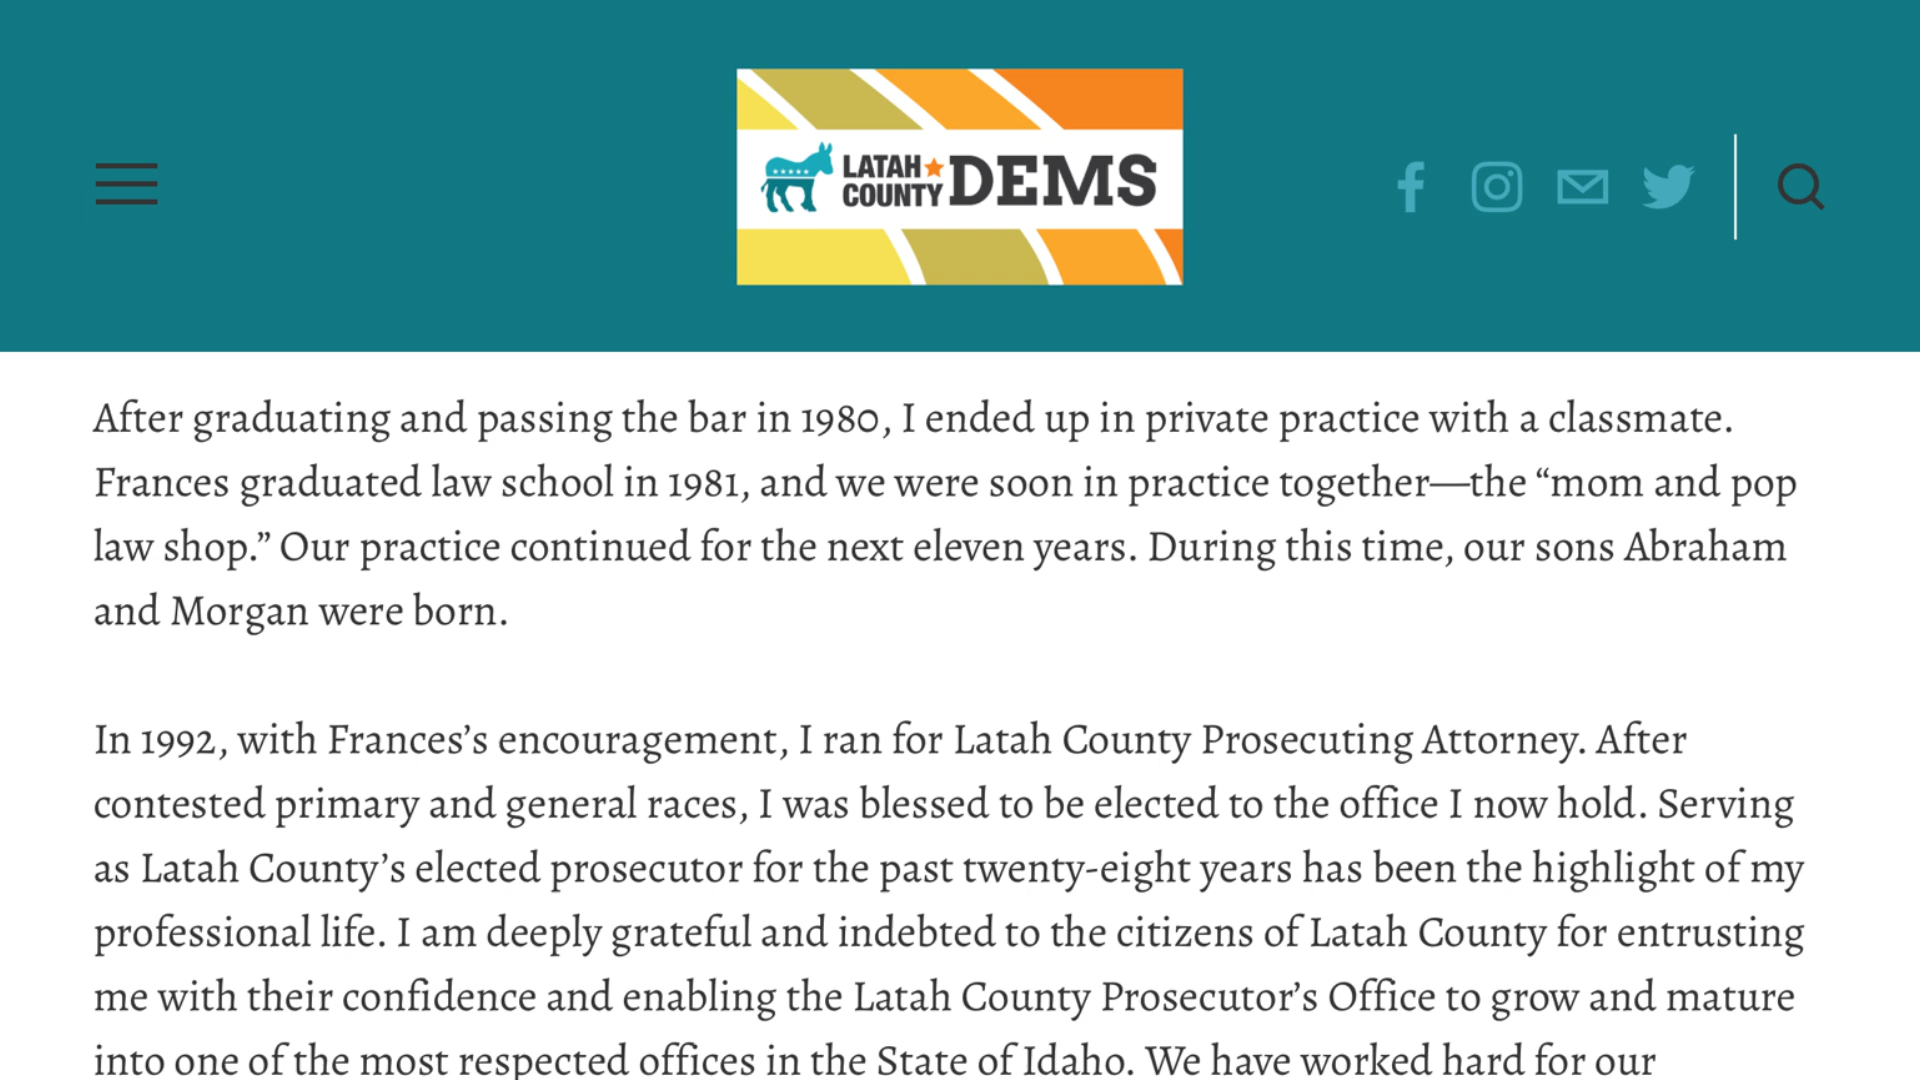 LATAH
COUNTY
DEMS
After graduating and passing the bar in 1980, I ended up in private practice with a classmate.
Frances graduated law school in 1981, and we were soon in practice together—the “mom and pop
law shop.” Our practice continued for the next eleven years. During this time, our sons Abraham
and Morgan were born.
In 1992, with Frances’s encouragement, I ran for Latah County Prosecuting Attorney. After
contested primary and general races, I was blessed to be elected to the office I now hold. Serving
as Latah County’s elected prosecutor for the past twenty-eight years has been the highlight of my
professional life. I am deeply grateful and indebted to the citizens of Latah County for entrusting
me with their confidence and enabling the Latah County Prosecutor’s Office to grow and mature
into one of the most respected offices in the State of Idaho. We have worked hard for our